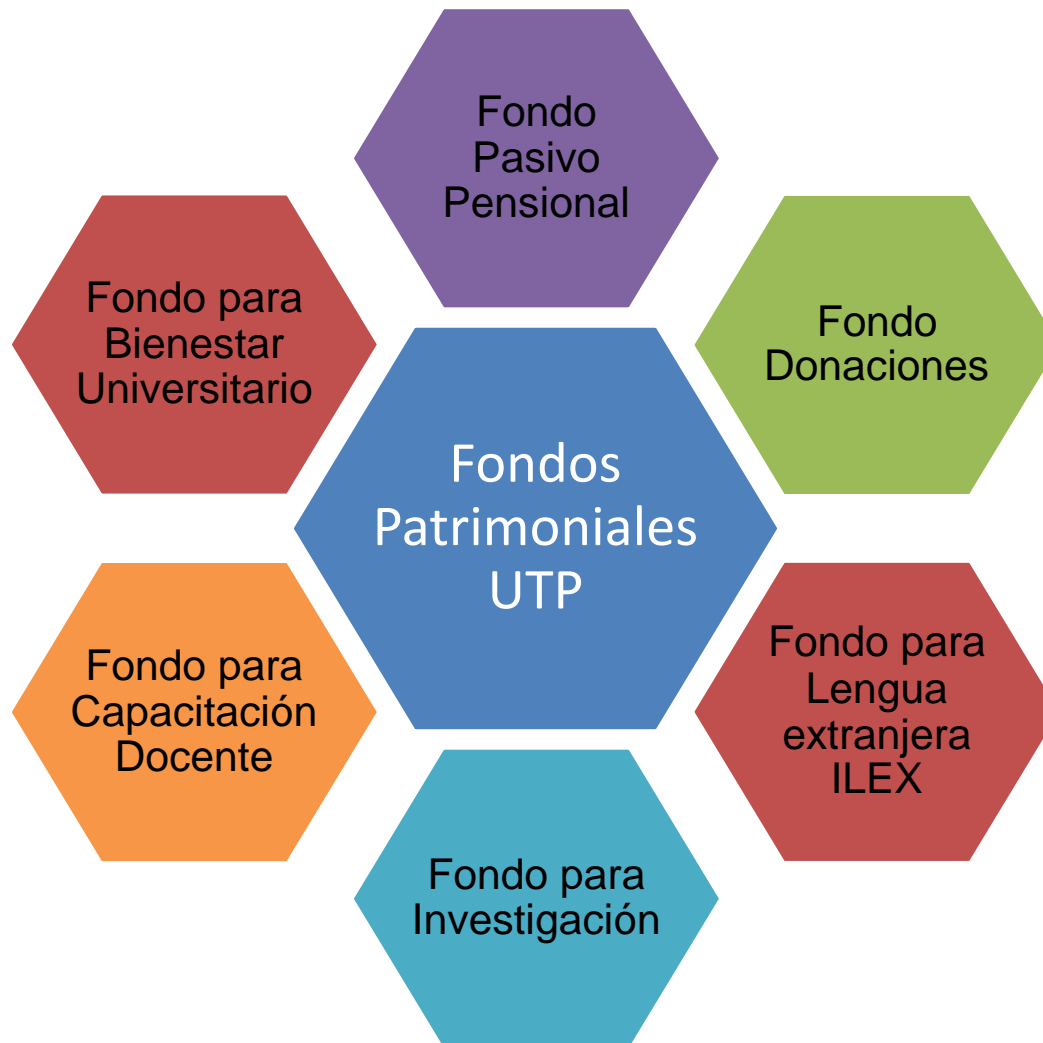 Fondo
Pasivo
Pensional
Fondo para
Bienestar
Universitario
Fondo
Donaciones
Fondos
Patrimoniales
UTP
Fondo para
Capacitación
Docente
Fondo para
Lengua
extranjera
ILEX
Fondo para
Investigación